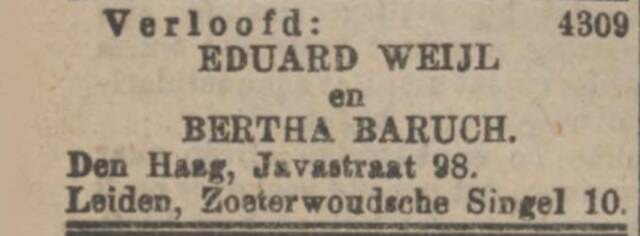 Verloofd: 4309
EDUARD WEIJL
en
BERTHA BARUCH.
Den Haag, Javastraat 98.
Leiden, Zoeterwoudsche Singel 10.